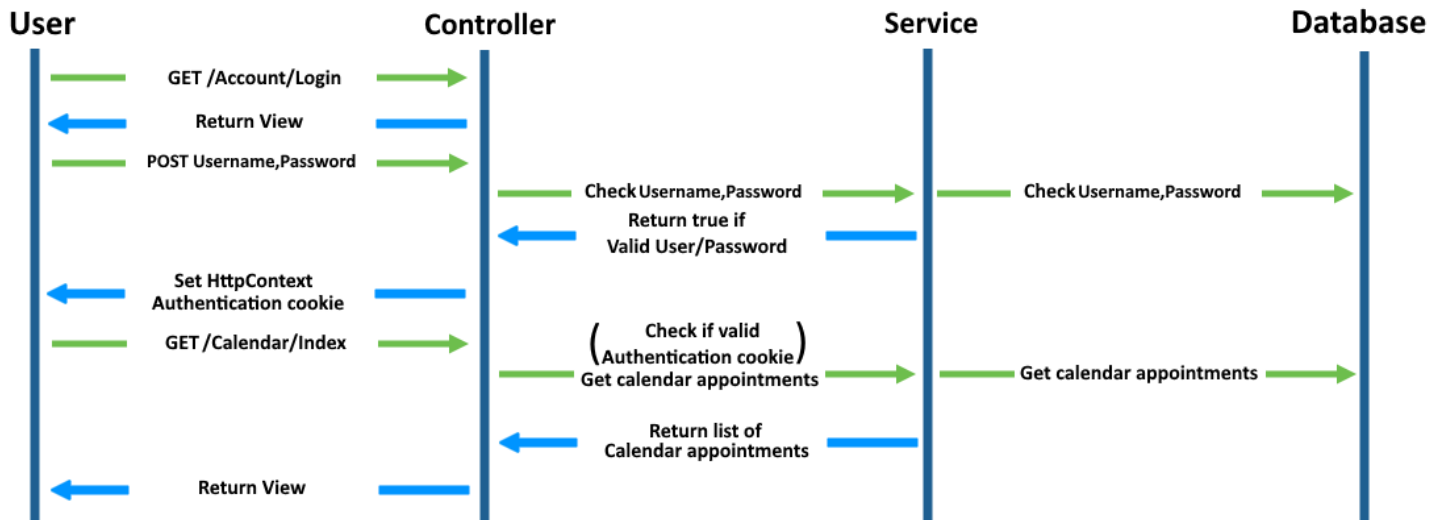 User Controller Service Database
GET /Account/Login
Return View
POST Username,Password
Check Username,Password Check Username,Password
Return true if
Valid User/Password
Set HttpContext
Authentication cookie
GET /Calendar/Index
( Check if valid
Authentication cookie )
Get calendar appointments Get calendar appointments
Return list of
Calendar appointments
Return View